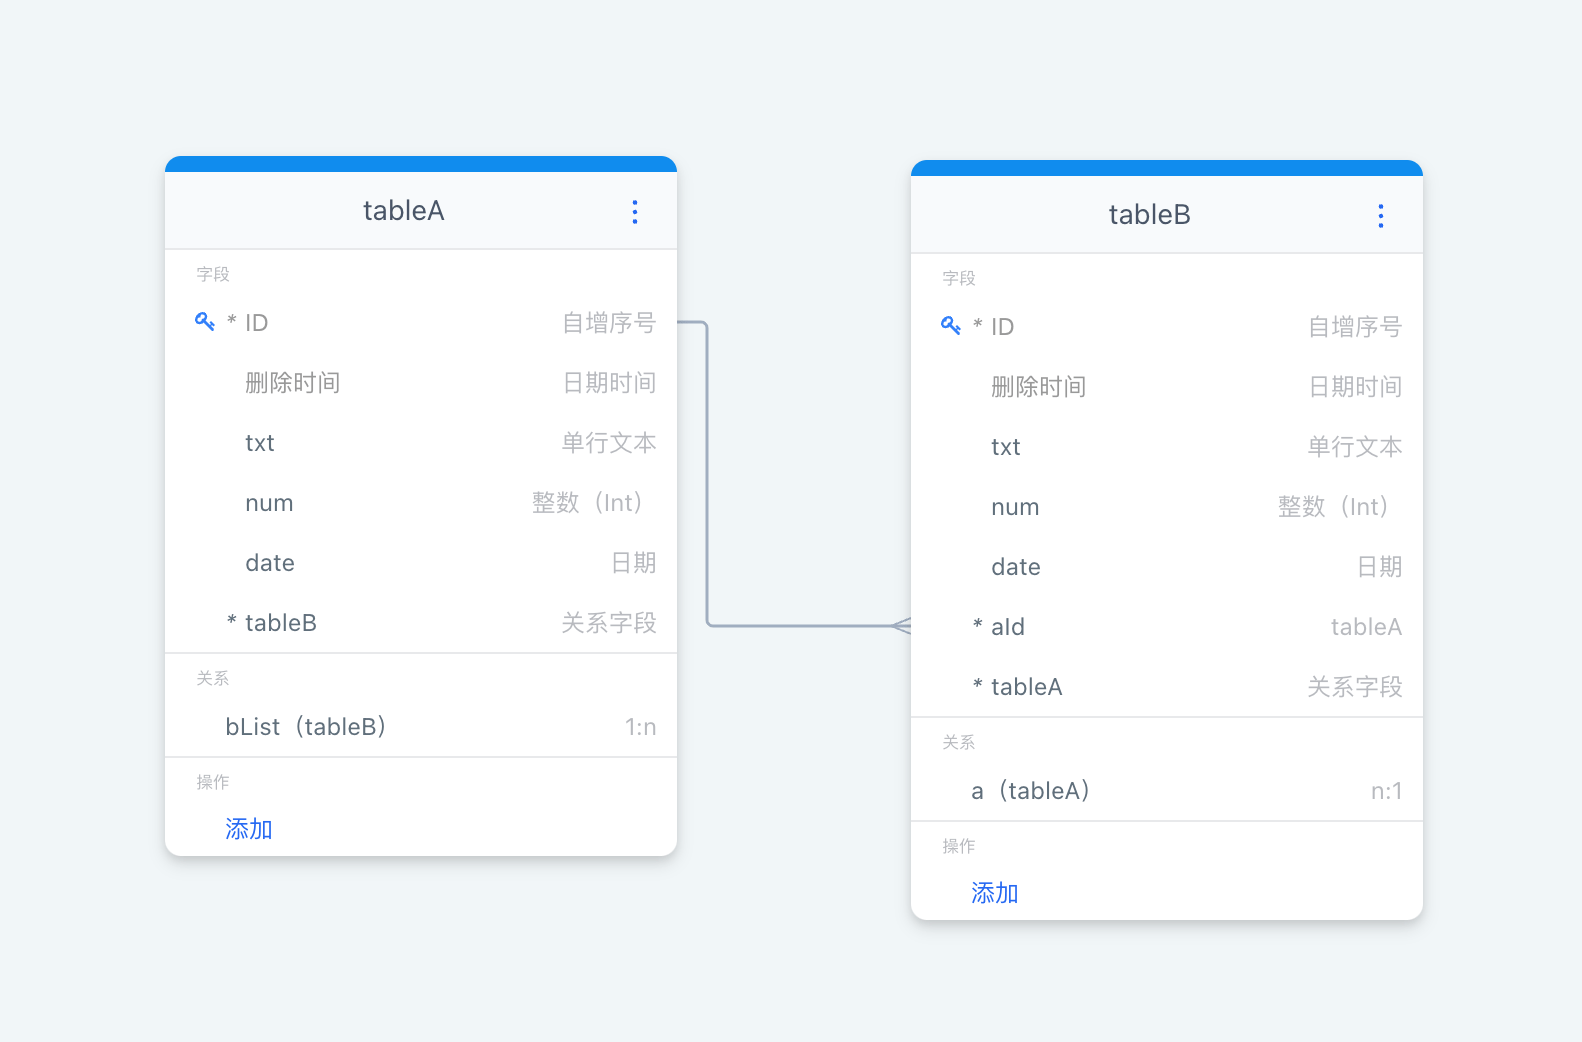 tableA
字段
* ID 自增序号
删除时间 日期时间
txt 单行文本
num 整数（Int）
date 日期
* tableB 关系字段
关系
bList（tableB） 1:n
操作
添加
tableB
字段
* ID 自增序号
删除时间 日期时间
txt 单行文本
num 整数（Int）
date 日期
* aId tableA
* tableA 关系字段
关系
a（tableA） n:1
操作
添加